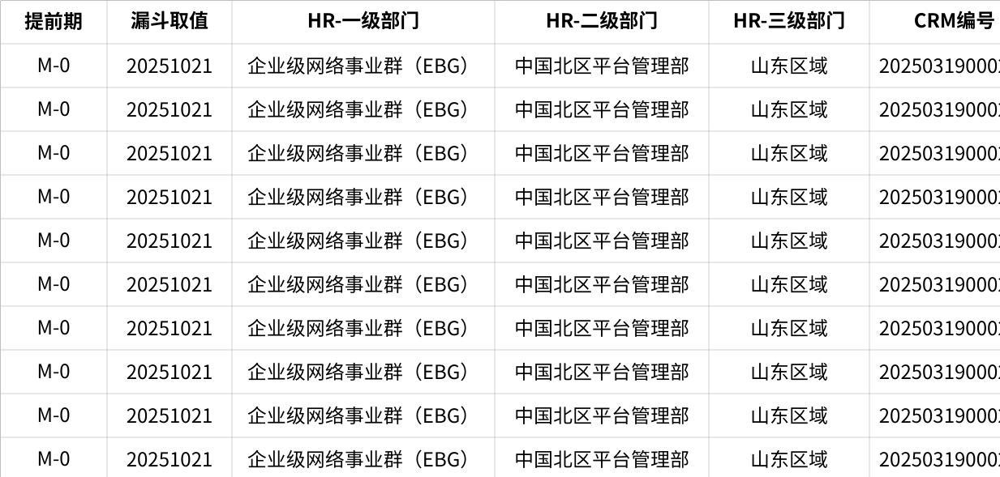 提前期 漏斗取值 HR-一级部门 HR-二级部门 HR-三级部门 CRM编号
M-0 20251021 企业级网络事业群（EBG） 中国北区平台管理部 山东区域 20250319000
M-0 20251021 企业级网络事业群（EBG） 中国北区平台管理部 山东区域 20250319000
M-0 20251021 企业级网络事业群（EBG） 中国北区平台管理部 山东区域 20250319000
M-0 20251021 企业级网络事业群（EBG） 中国北区平台管理部 山东区域 20250319000
M-0 20251021 企业级网络事业群（EBG） 中国北区平台管理部 山东区域 20250319000
M-0 20251021 企业级网络事业群（EBG） 中国北区平台管理部 山东区域 20250319000
M-0 20251021 企业级网络事业群（EBG） 中国北区平台管理部 山东区域 20250319000
M-0 20251021 企业级网络事业群（EBG） 中国北区平台管理部 山东区域 20250319000
M-0 20251021 企业级网络事业群（EBG） 中国北区平台管理部 山东区域 20250319000
M-0 20251021 企业级网络事业群（EBG） 中国北区平台管理部 山东区域 20250319000